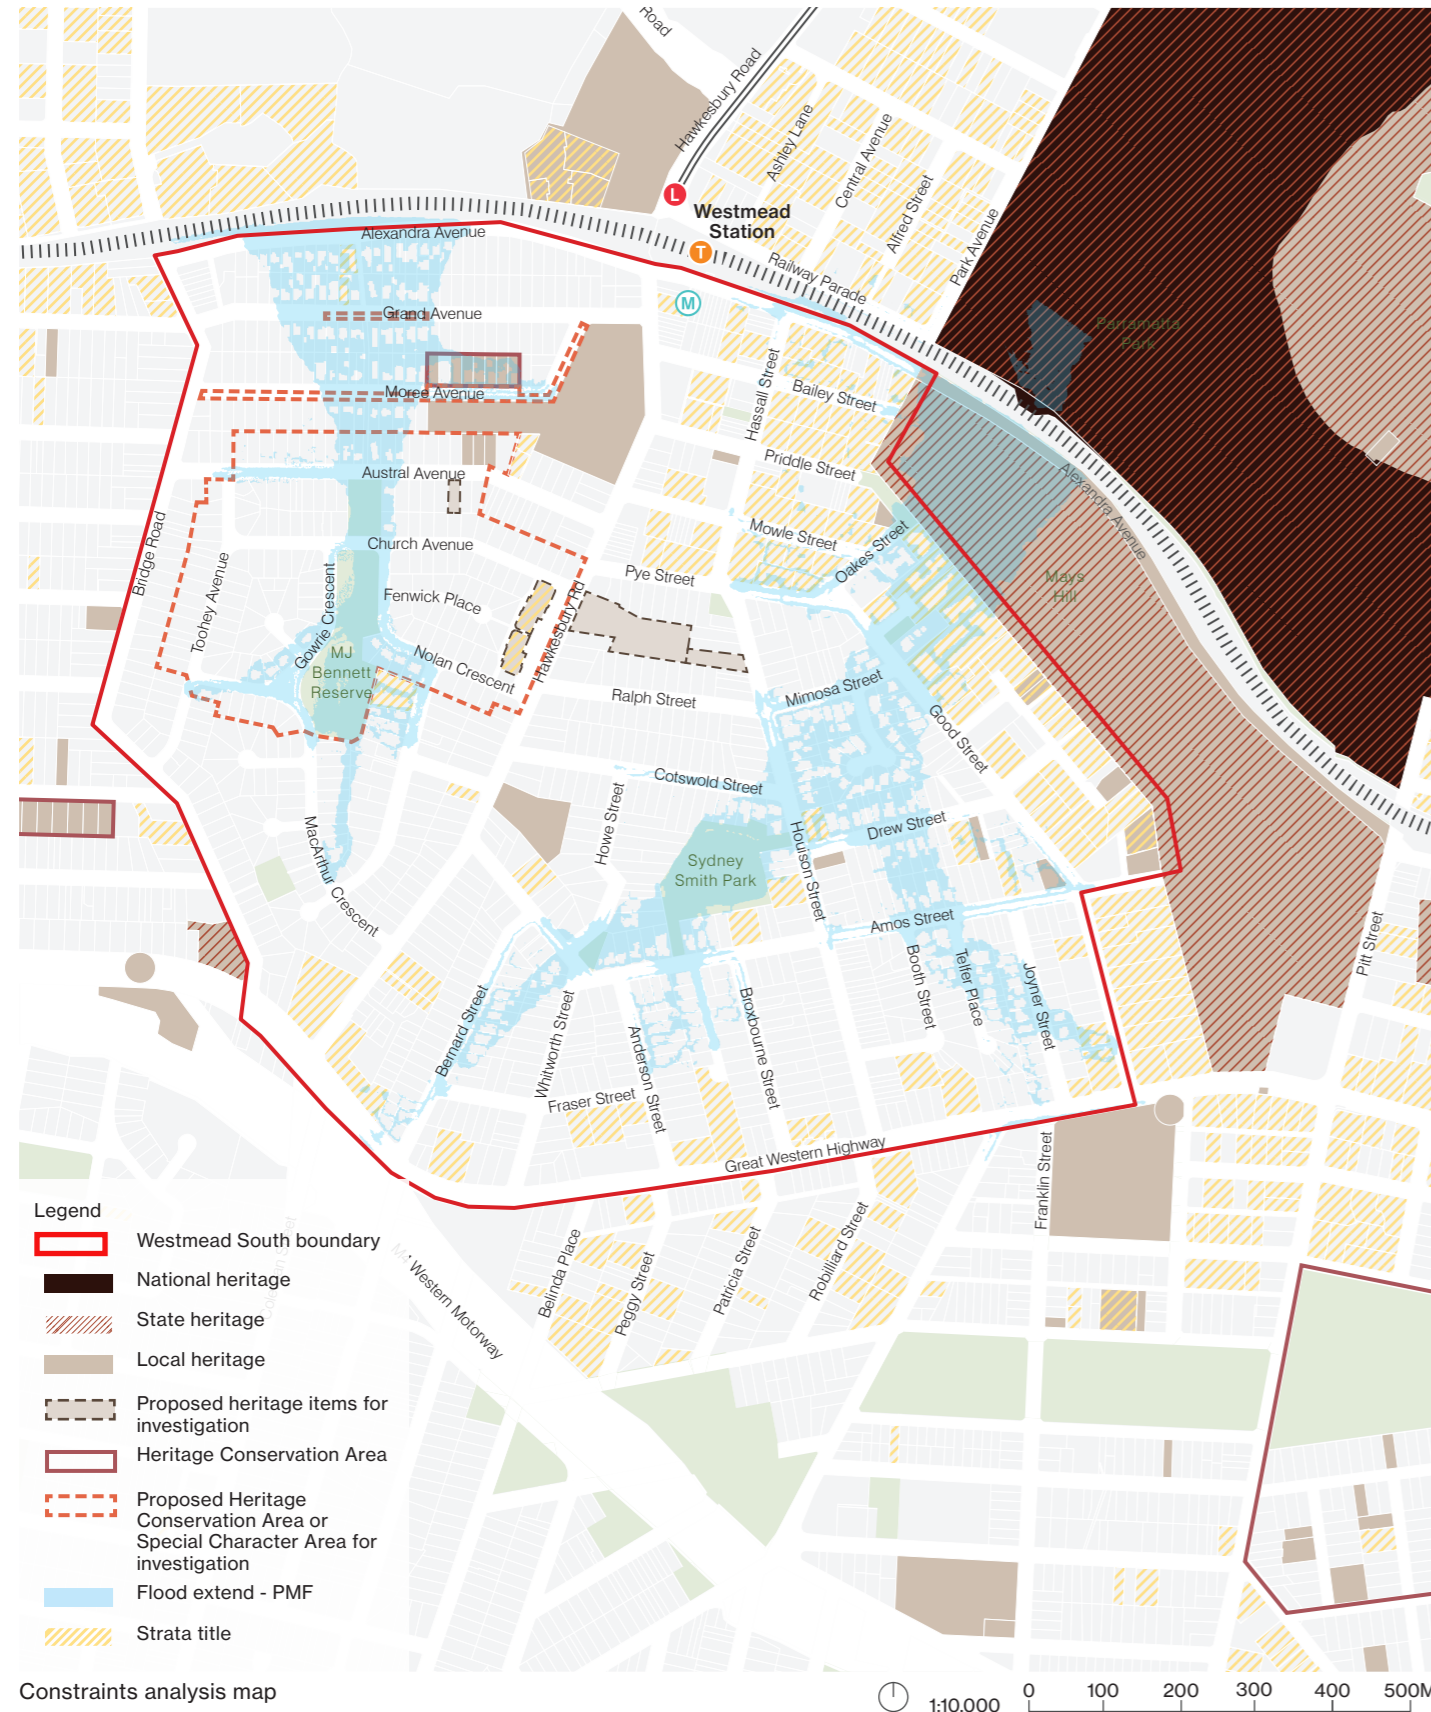 Road
Hawkesbury Road
Ashley Lane
Central Avenue
Alfred Street
Park Avenue
L
Westmead
Station
T
Railway Parade
M
Alexandra Avenue
Grand Avenue
Parramatta
Park
Moree Avenue
Hassall Street
Bailey Street
Priddle Street
Austral Avenue
Alexandra Avenue
Mowle Street
Oakes Street
Church Avenue
Bridge Road
Toohey Avenue
Gowrie Crescent
Fenwick Place
Pye Street
Mays
Hill
Hawkesbury Rd
MJ
Bennett
Reserve
Nolan Crescent
Ralph Street
Mimosa Street
Good Street
Cotswold Street
Howe Street
MacArthur Crescent
Houison Street
Drew Street
Sydney
Smith Park
Amos Street
Pitt Street
Booth Street
Telfer Place
Joyner Street
Bernard Street
Whitworth Street
Anderson Street
Broxbourne Street
Fraser Street
Great Western Highway
Franklin Street
Belinda Place
Peggy Street
Patricia Street
Robilliard Street
M4 Western Motorway
Legend
Westmead South boundary
National heritage
State heritage
Local heritage
Proposed heritage items for
investigation
Heritage Conservation Area
Proposed Heritage
Conservation Area or
Special Character Area for
investigation
Flood extend - PMF
Strata title
Constraints analysis map
1:10.000
0 100 200 300 400 500M